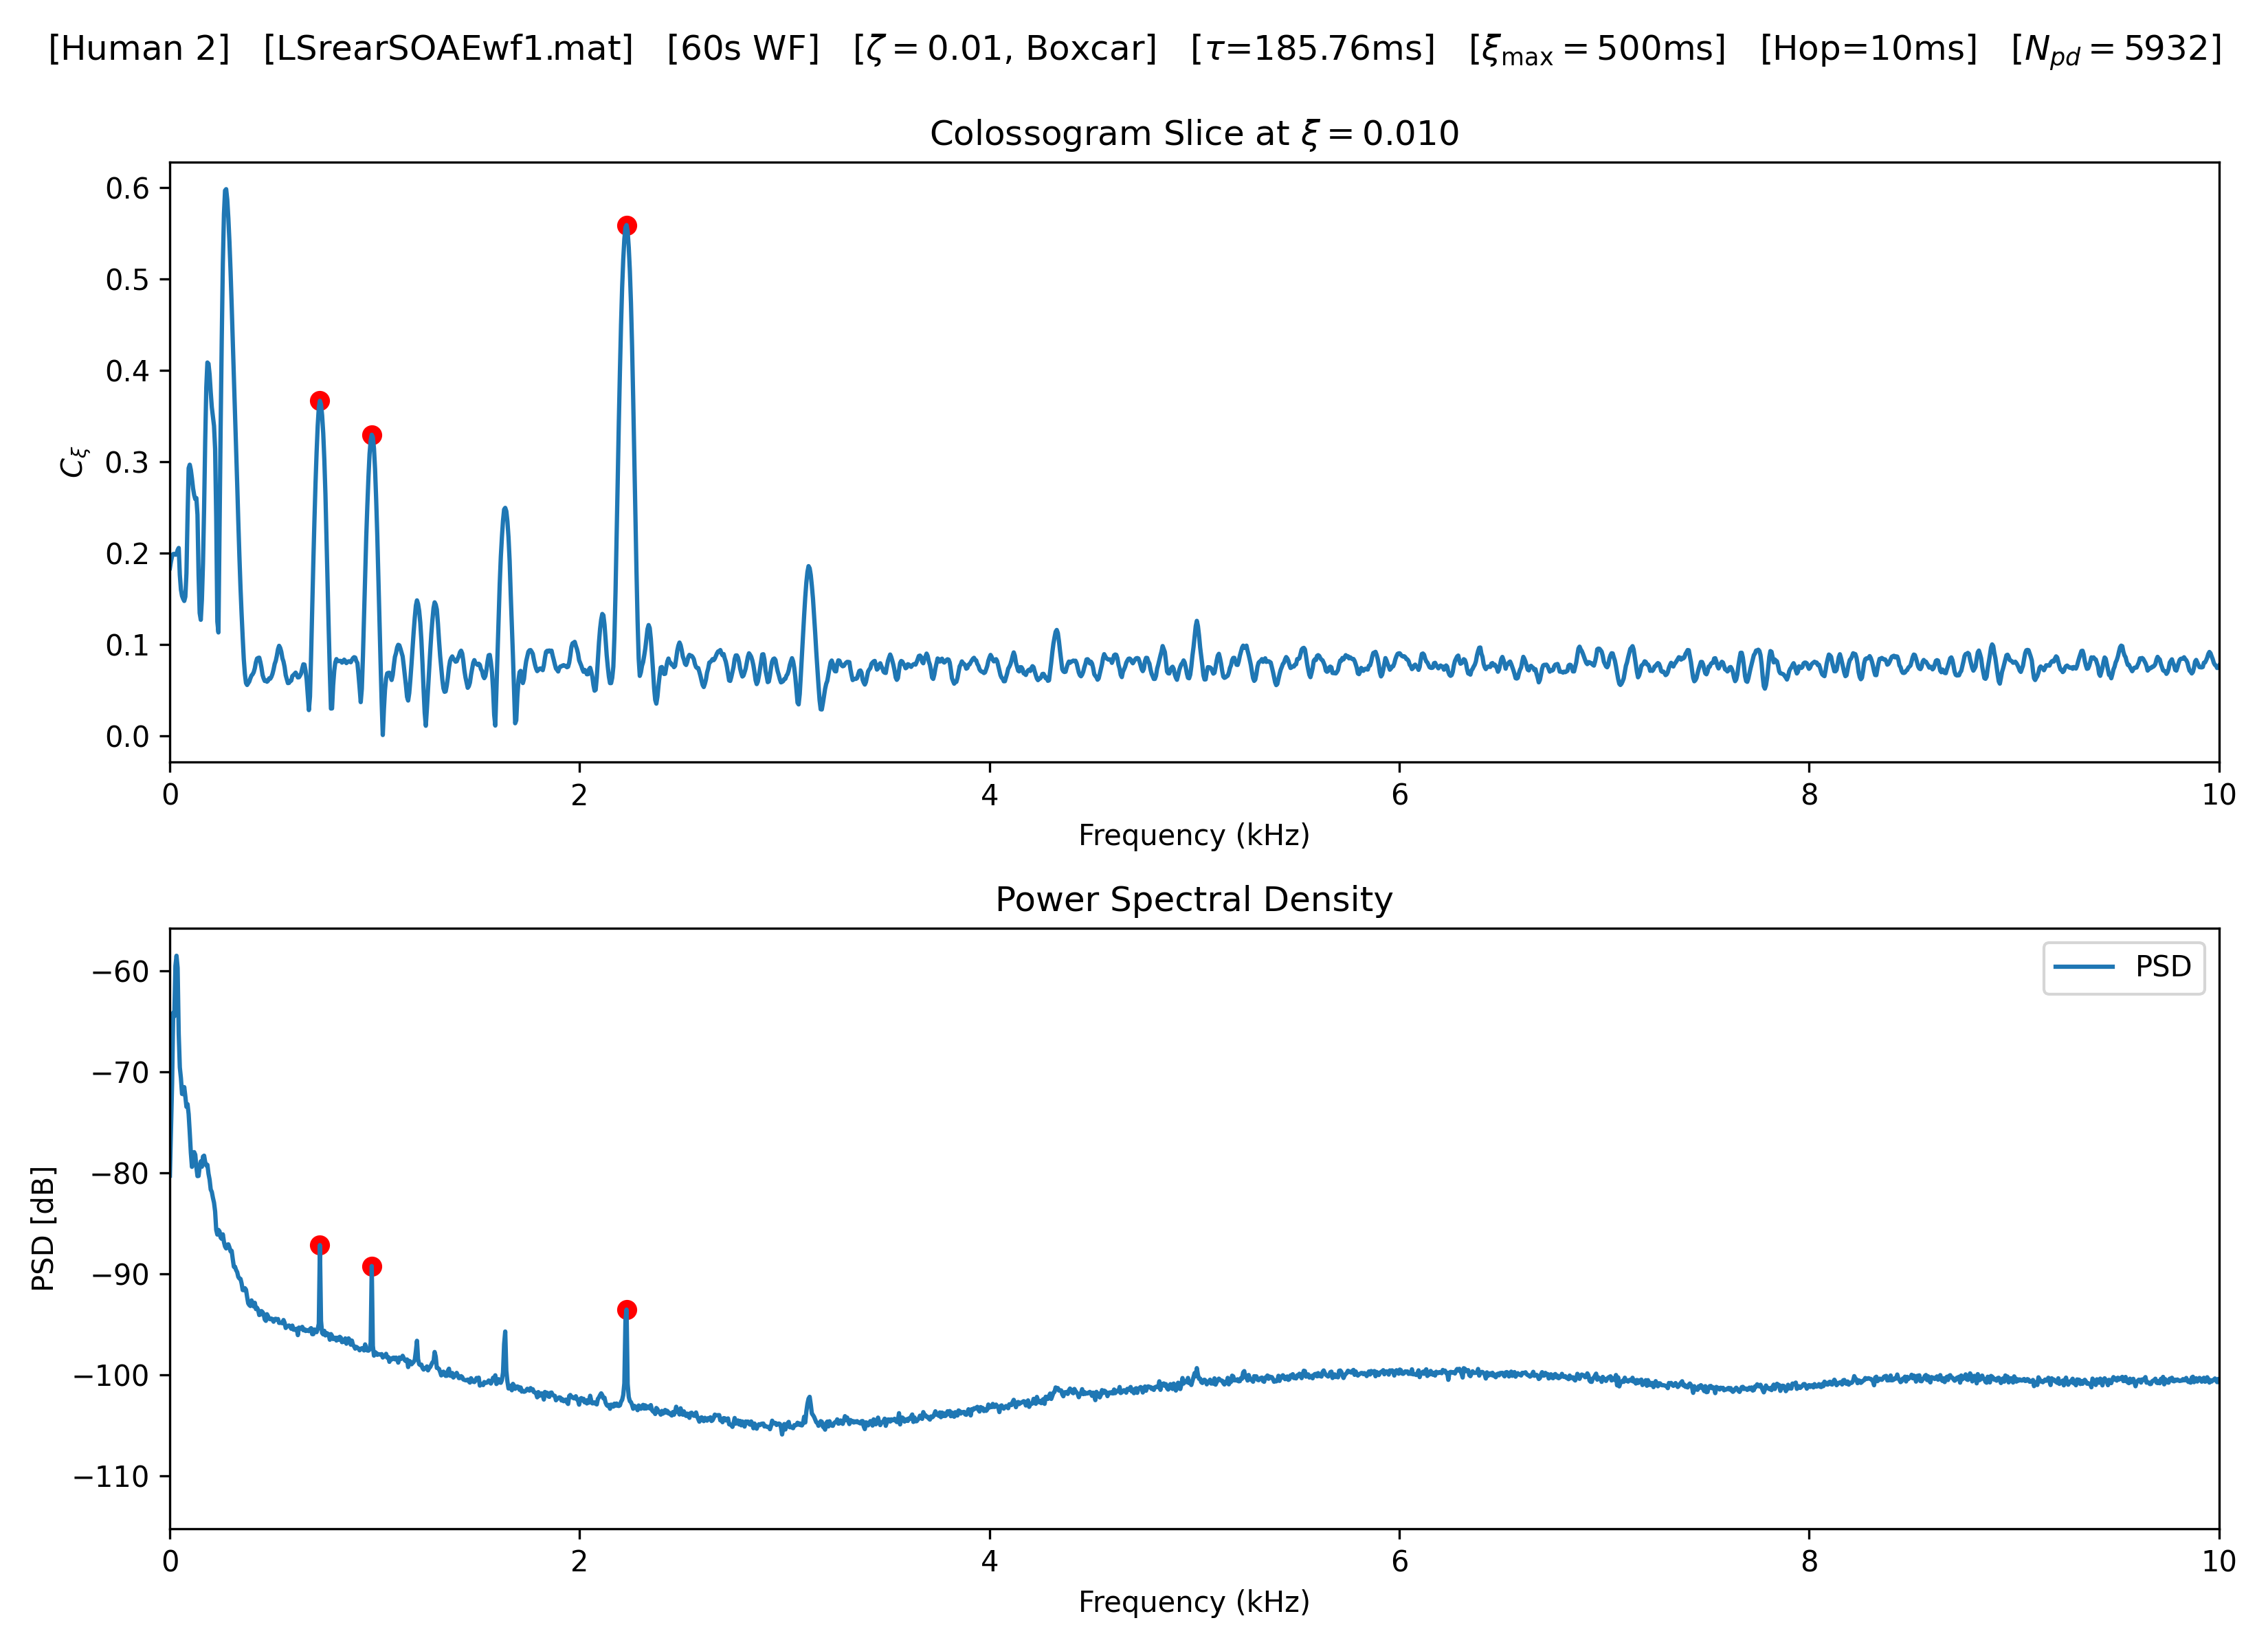 [Human 2] [LSrearSOAEwf1.mat] [60s WF] [ζ = 0.01, Boxcar] [τ=185.76ms] [ξmax = 500ms] [Hop=10ms] [Npd = 5932]
Colossogram Slice at ξ = 0.010
0.6
0.5
0.4
0.3
0.2
0.1
0.0
Cξ
0 2 4 6 8 10
Frequency (kHz)
Power Spectral Density
PSD
−60
−70
−80
−90
−100
−110
PSD [dB]
0 2 4 6 8 10
Frequency (kHz)